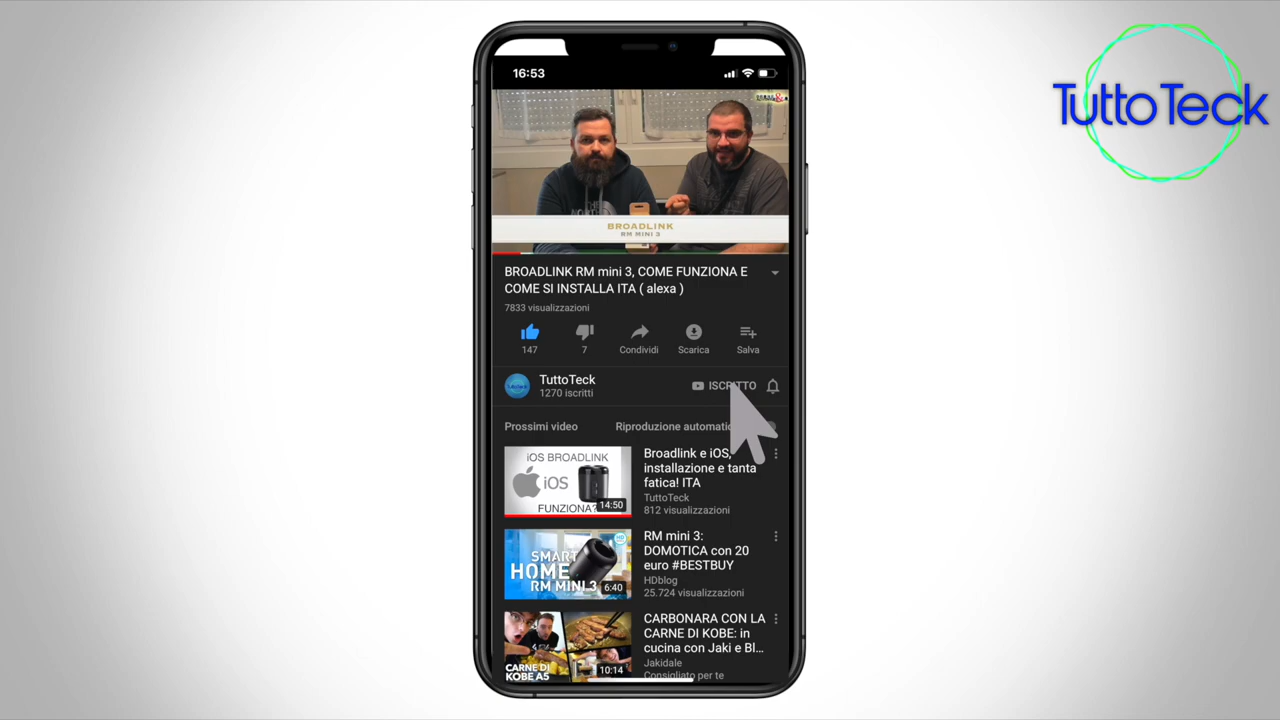 TuttoTeck
16:53
BROADLINK
RM MINI 3
BROADLINK RM mini 3, COME FUNZIONA E
COME SI INSTALLA ITA ( alexa )
7833 visualizzazioni
147
7
Condividi
Scarica
Salva
TuttoTeck
1270 iscritti
ISCRITTO
Prossimi video
Riproduzione automatic
iOS BROADLINK
iOS
FUNZIONA?
14:50
Broadlink e iOS,
installazione e tanta
fatica! ITA
TuttoTeck
812 visualizzazioni
SMART
HOME
RM MINI 3
HD
6:40
RM mini 3:
DOMOTICA con 20
euro #BESTBUY
HDblog
25.724 visualizzazioni
CARNE DI
KOBE A5
10:14
CARBONARA CON LA
CARNE DI KOBE: in
cucina con Jaki e Bl...
Jakidale
Consigliato per te